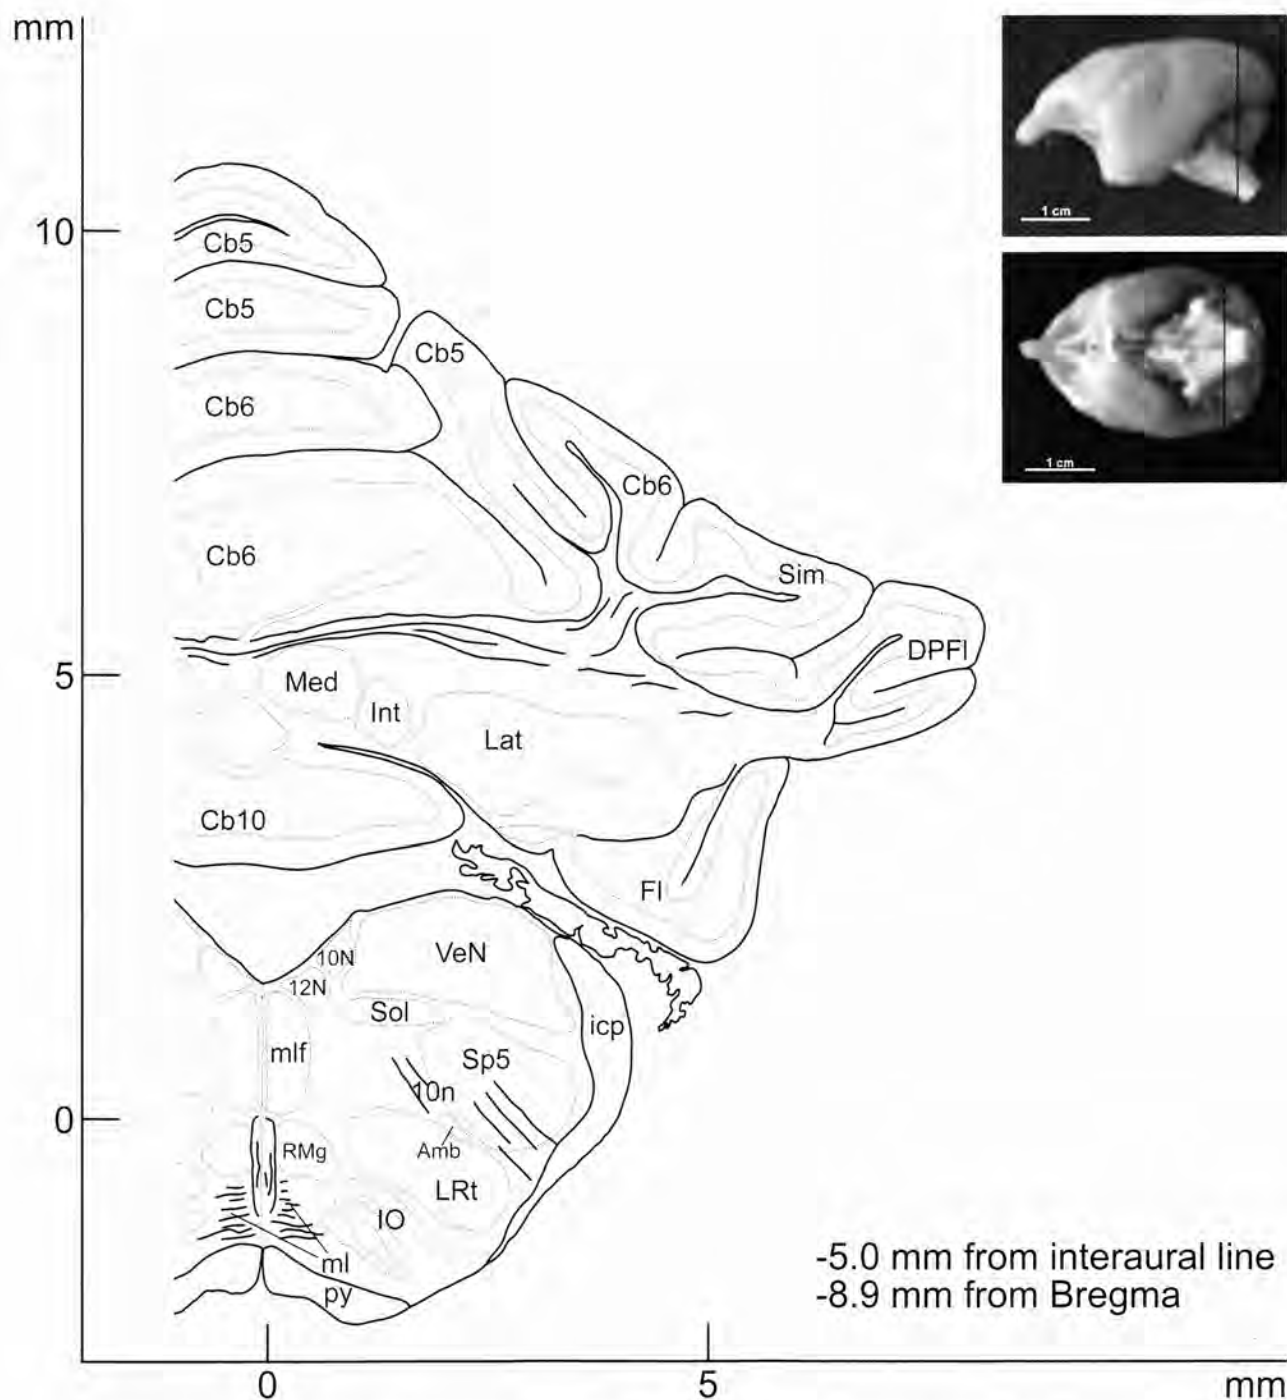 mm
1 cm
10
Cb5
Cb5
Cb5
1 cm
Cb6
Cb6
Cb6
Sim
DPFl
5
Med
Int
Lat
Cb10
Fl
VeN
10N
12N
Sol
icp
mlf
Sp5
10n
0
RMg
Amb
LRt
IO
ml
py
-5.0 mm from interaural line
-8.9 mm from Bregma
0
5
mm